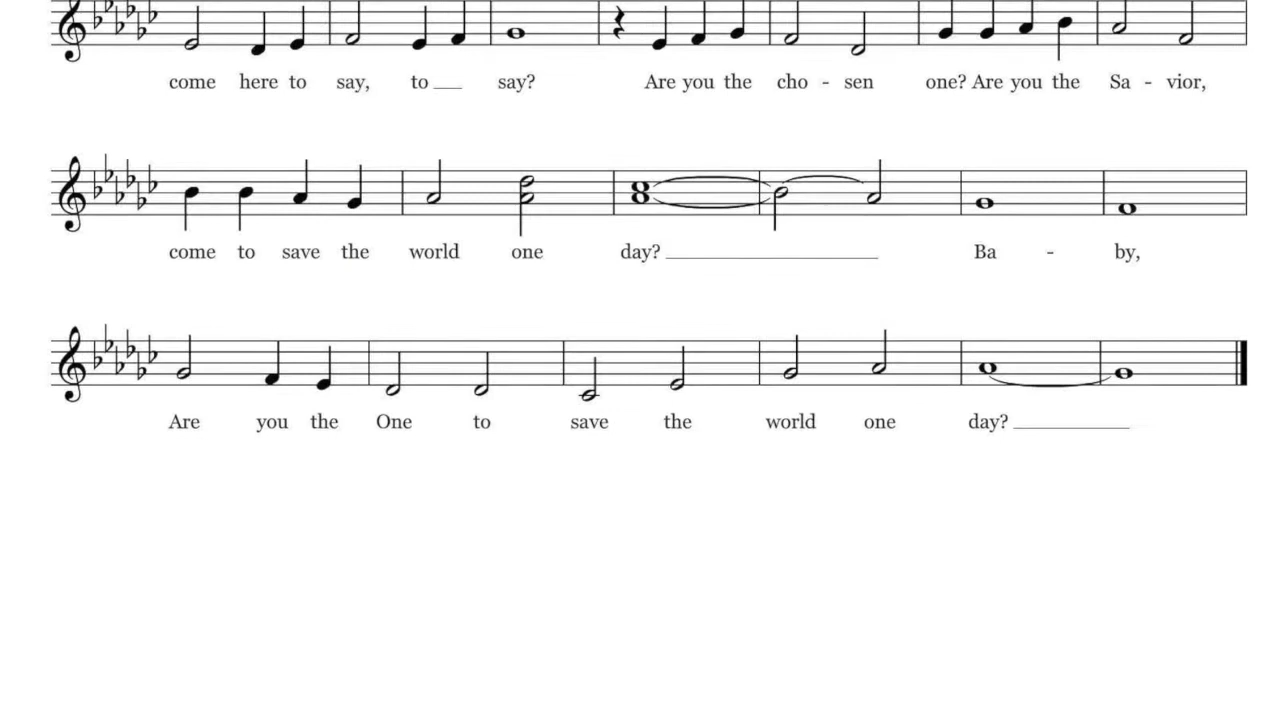 come here to say, to say? Are you the cho - sen one? Are you the Sa - vior,
come to save the world one day? Ba - by,
Are you the One to save the world one day?